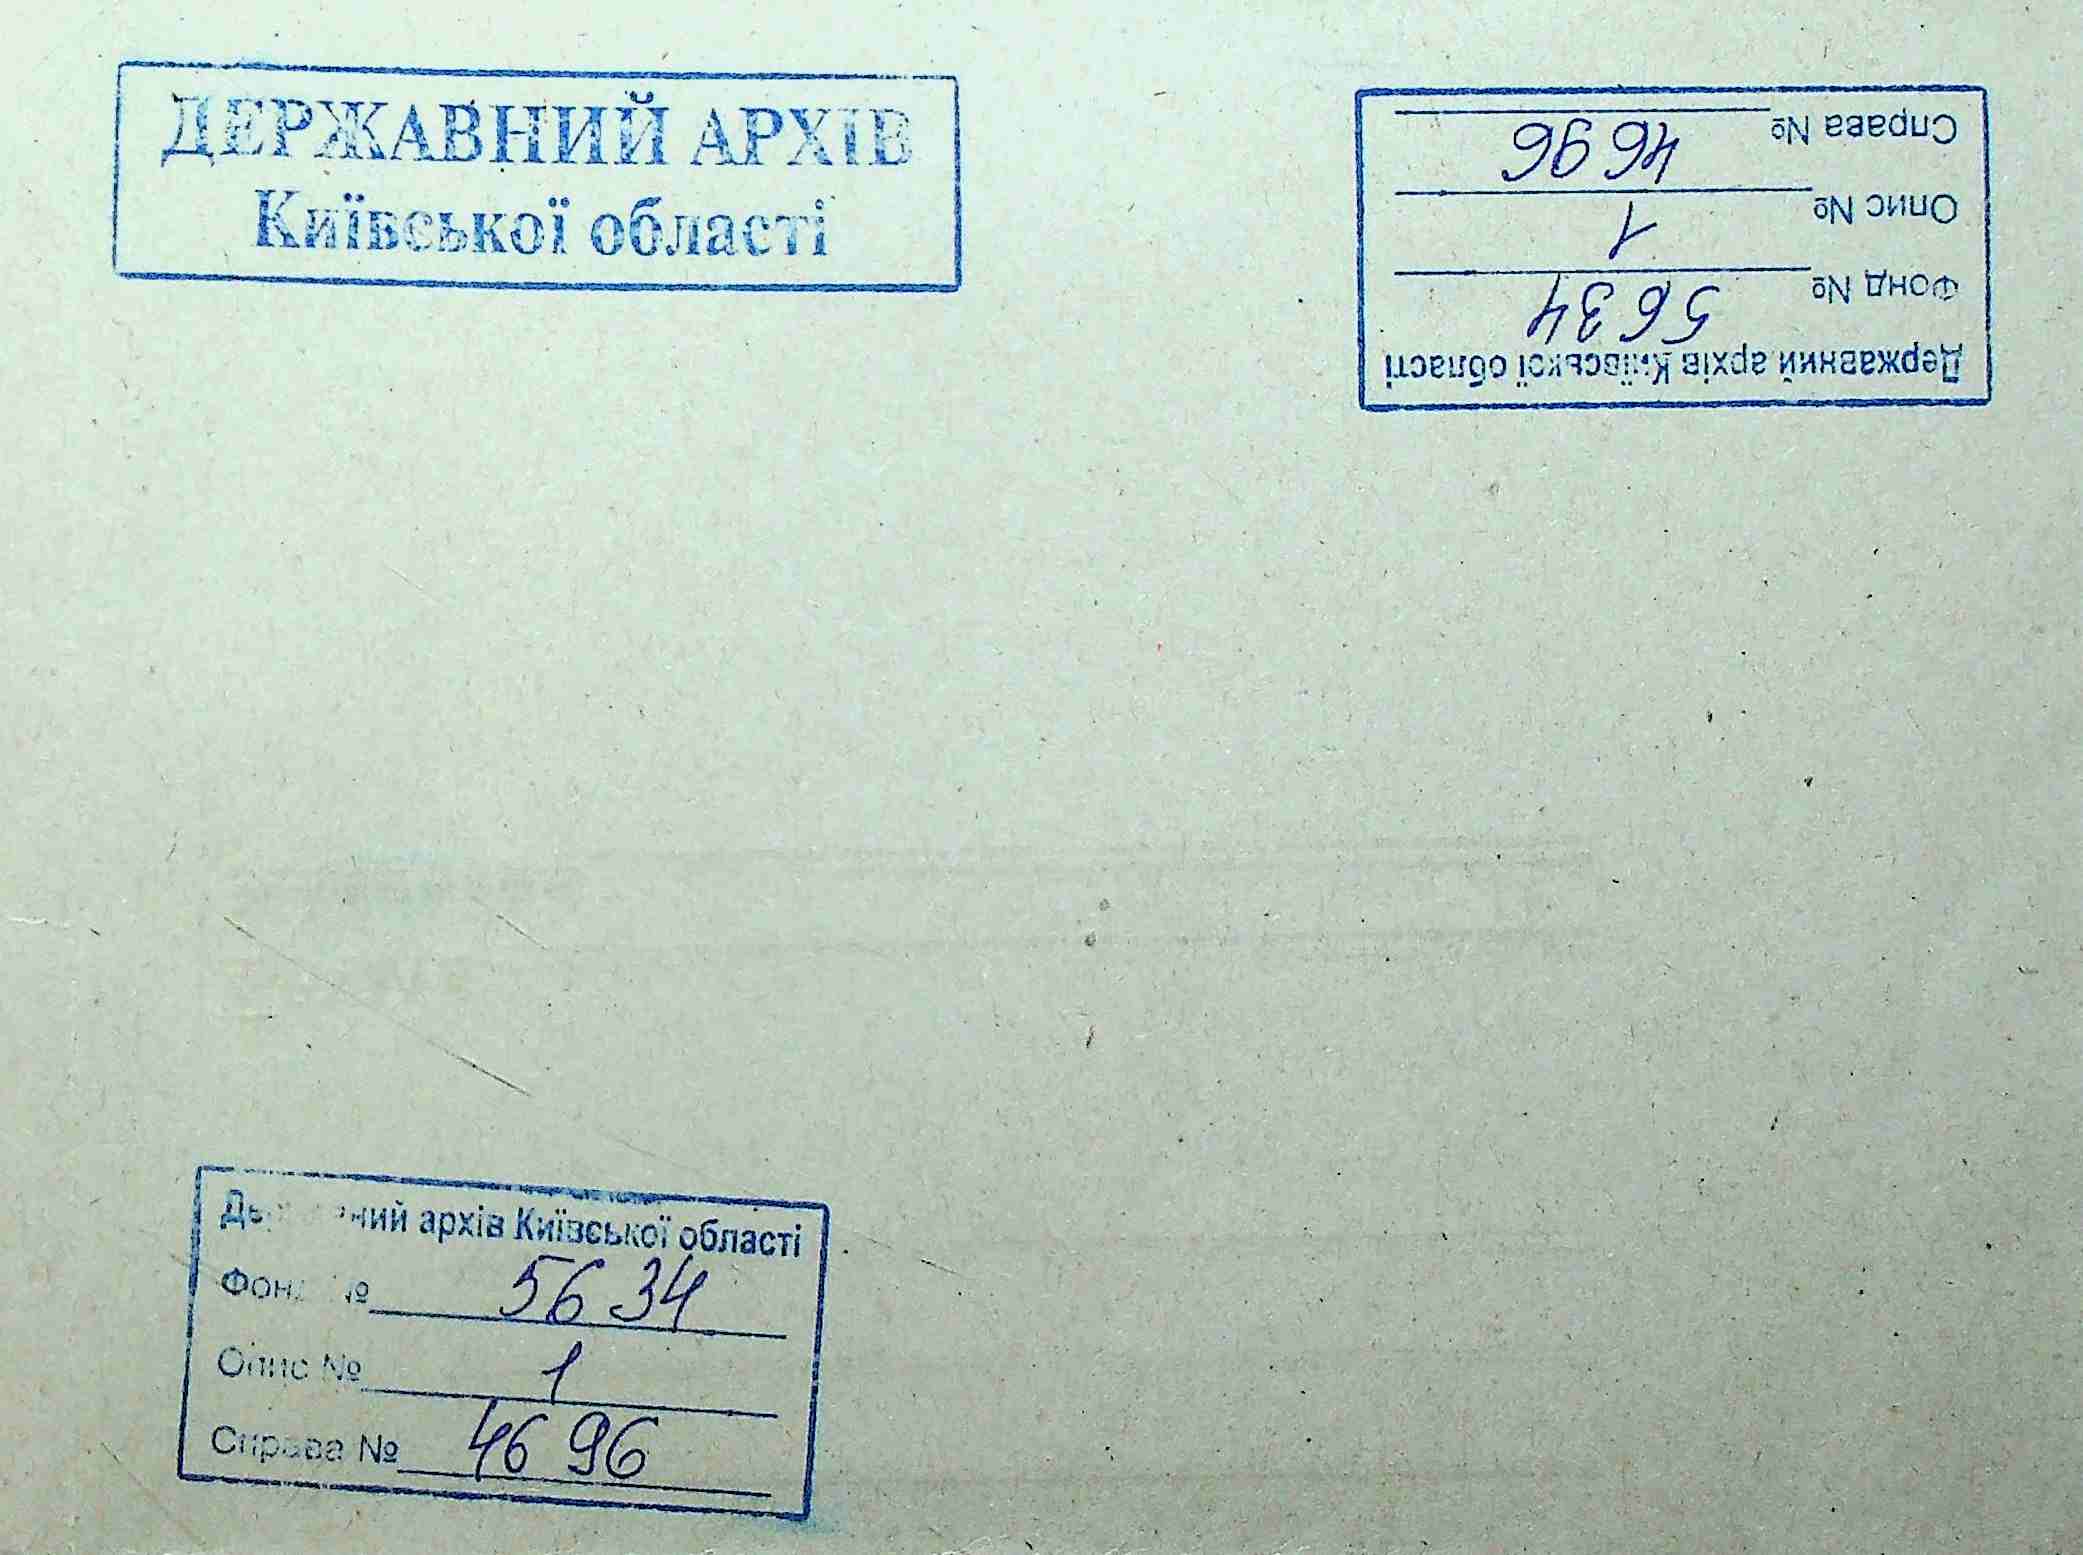 ДЕРЖАВНИЙ АРХІВ
Київської області
Державний архів Київської області
Фонд № 5634
Опис № 1
Справа № 4696
Державний архів Київської області
Фонд № 5634
Опис № 1
Справа № 4696